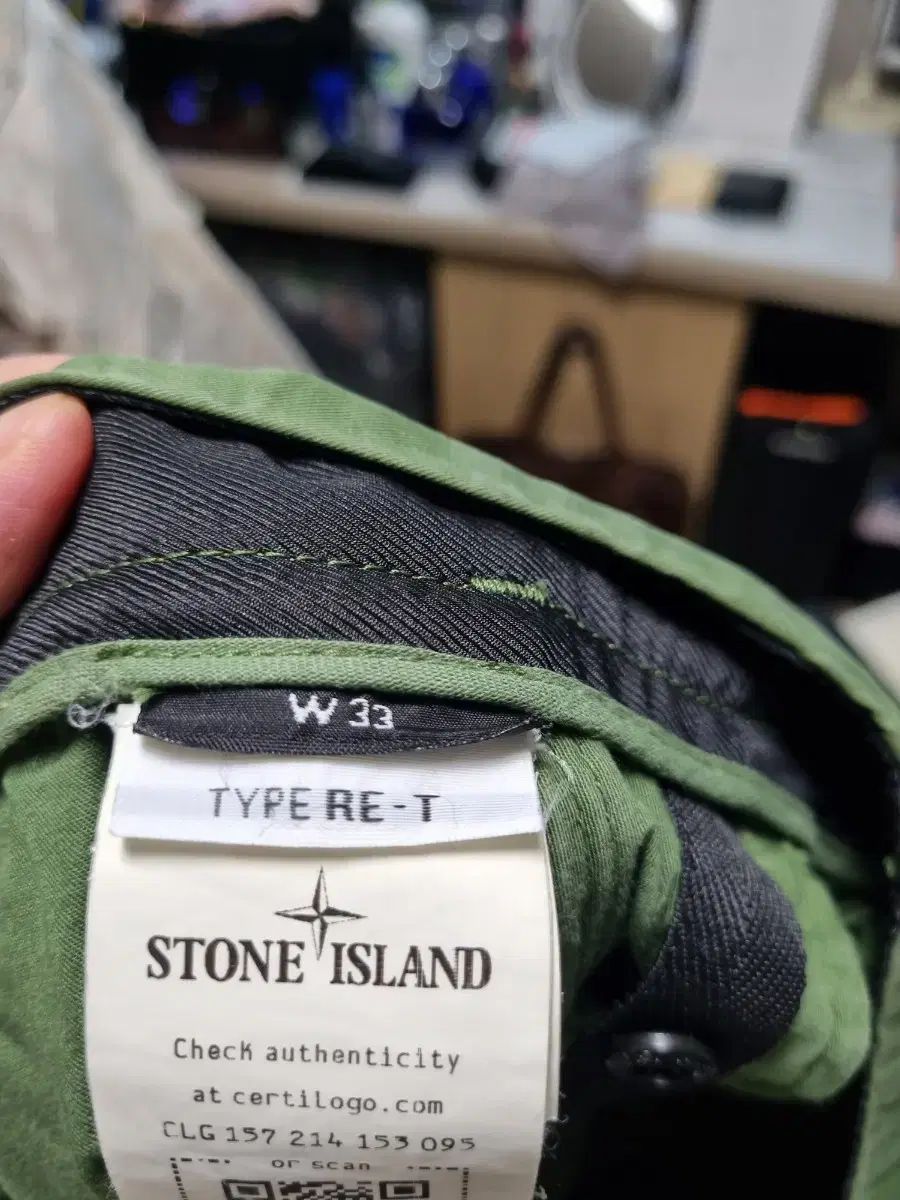 W 33
TYPE RE-T
STONE ISLAND
Check authenticity
at certilogo.com
CLG 157 214 153 095
or scan